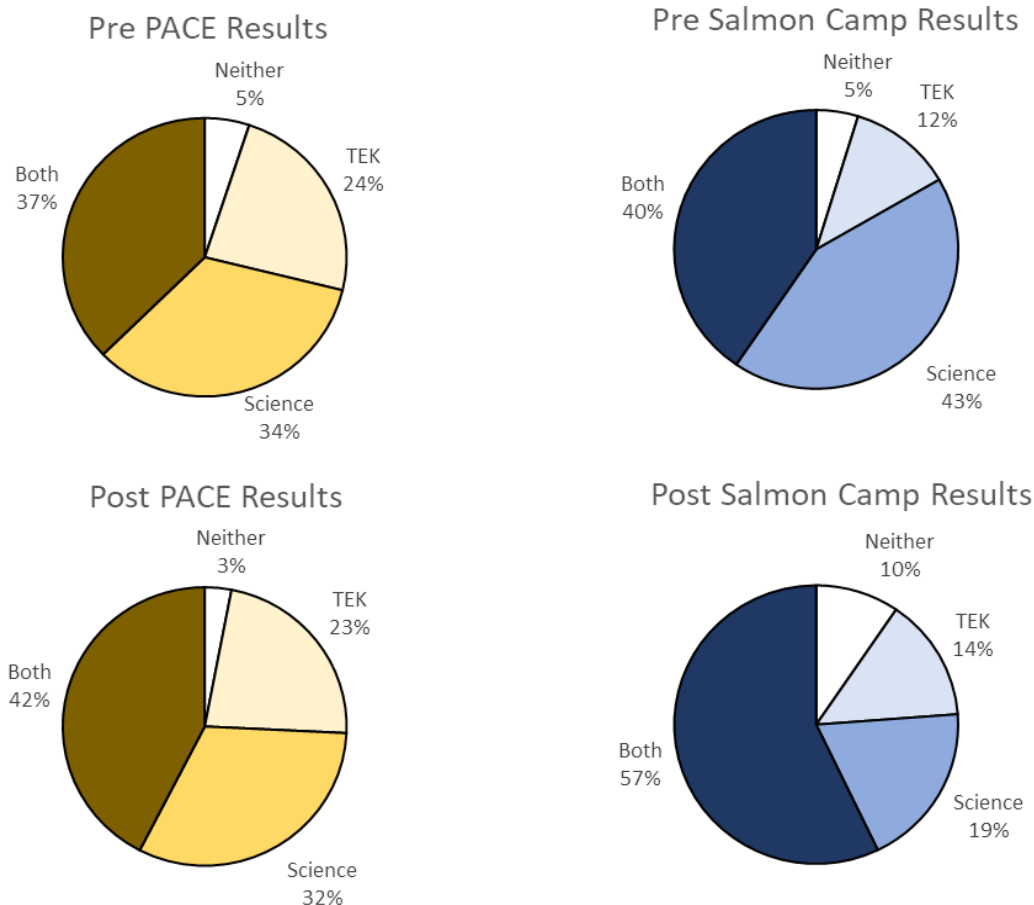 Pre PACE Results
Neither
5%
TEK
24%
Both
37%
Science
34%
Pre Salmon Camp Results
Neither
5%
TEK
12%
Both
40%
Science
43%
Post PACE Results
Neither
3%
TEK
23%
Both
42%
Science
32%
Post Salmon Camp Results
Neither
10%
TEK
14%
Both
57%
Science
19%